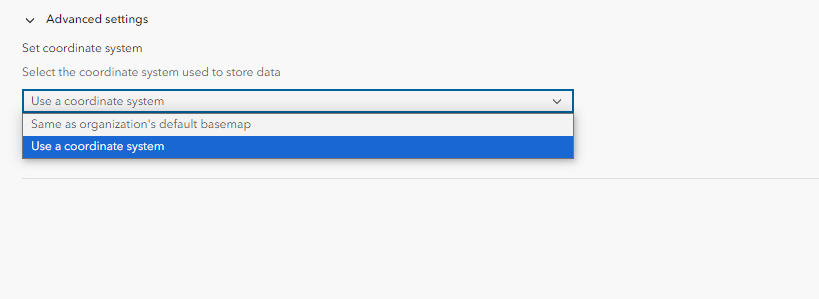 Advanced settings
Set coordinate system
Select the coordinate system used to store data
Use a coordinate system
Same as organization's default basemap
Use a coordinate system